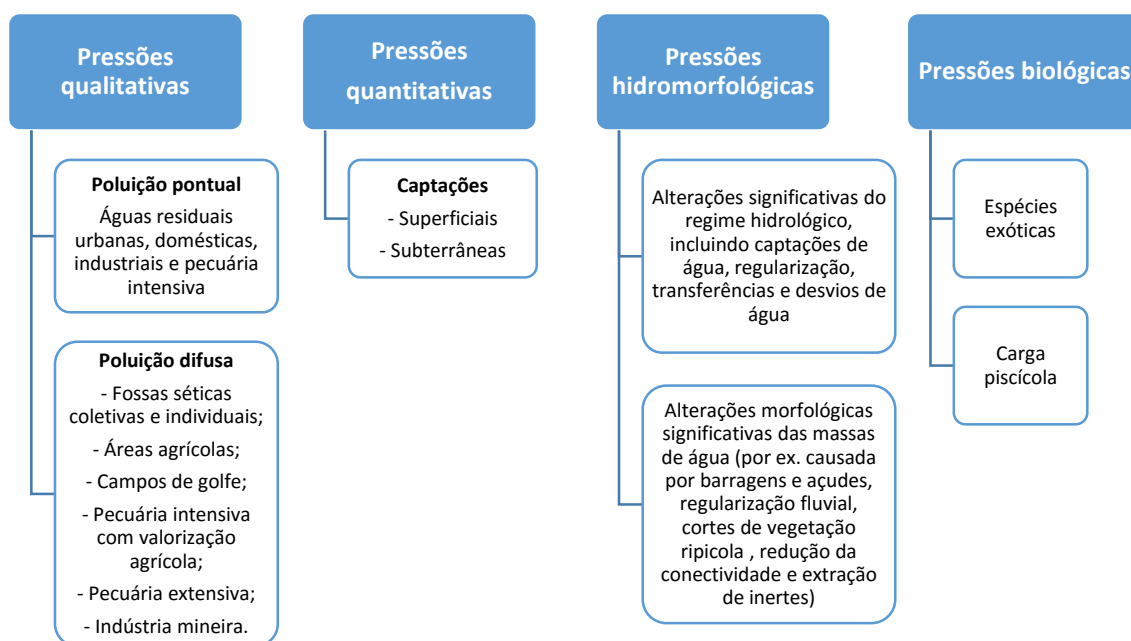 Pressões
qualitativas
Poluição pontual
Águas residuais
urbanas, domésticas,
industriais e pecuária
intensiva
Poluição difusa
- Fossas séticas
coletivas e individuais;
- Áreas agrícolas;
- Campos de golfe;
- Pecuária intensiva
com valorização
agrícola;
- Pecuária extensiva;
- Indústria mineira.
Pressões
quantitativas
Captações
- Superficiais
- Subterrâneas
Pressões
hidromorfológicas
Alterações significativas do
regime hidrológico,
incluindo captações de
água, regularização,
transferências e desvios de
água
Alterações morfológicas
significativas das massas
de água (por ex. causada
por barragens e açudes,
regularização fluvial,
cortes de vegetação
ripicola , redução da
conectividade e extração
de inertes)
Pressões biológicas
Espécies
exóticas
Carga
piscícola